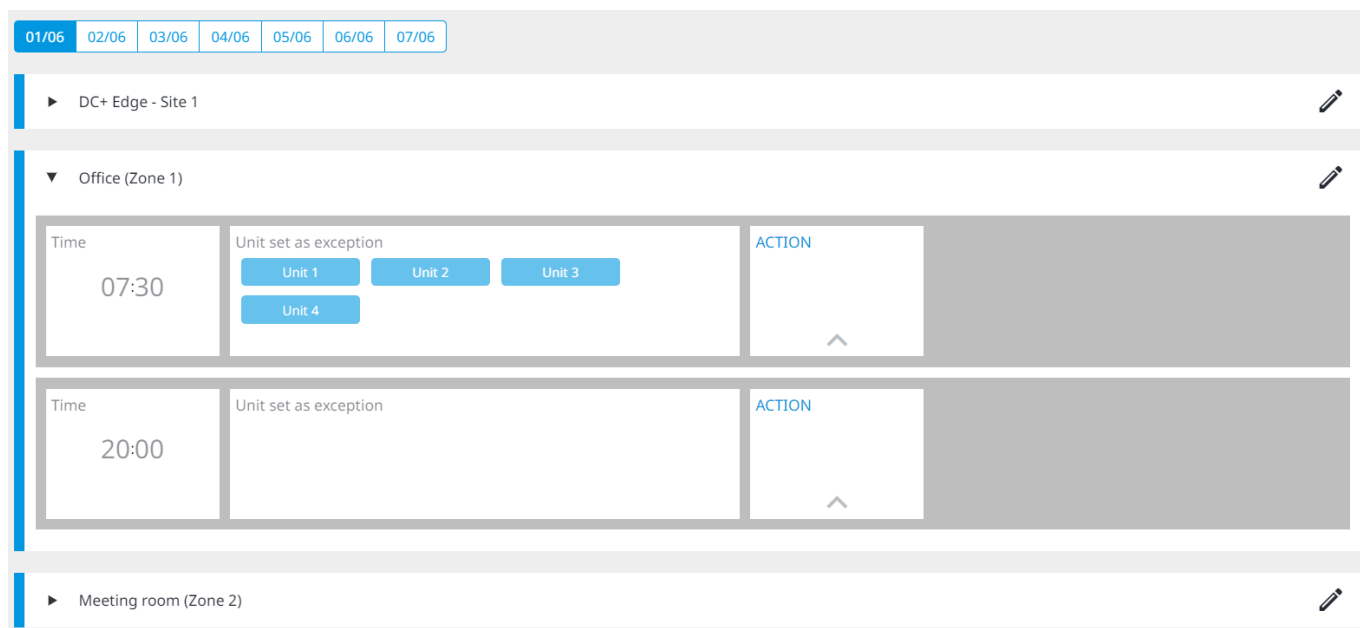 01/06 02/06 03/06 04/06 05/06 06/06 07/06
DC+ Edge - Site 1
Office (Zone 1)
Time Unit set as exception ACTION
Unit 1 Unit 2 Unit 3
07:30
Unit 4
Time Unit set as exception ACTION
20:00
Meeting room (Zone 2)